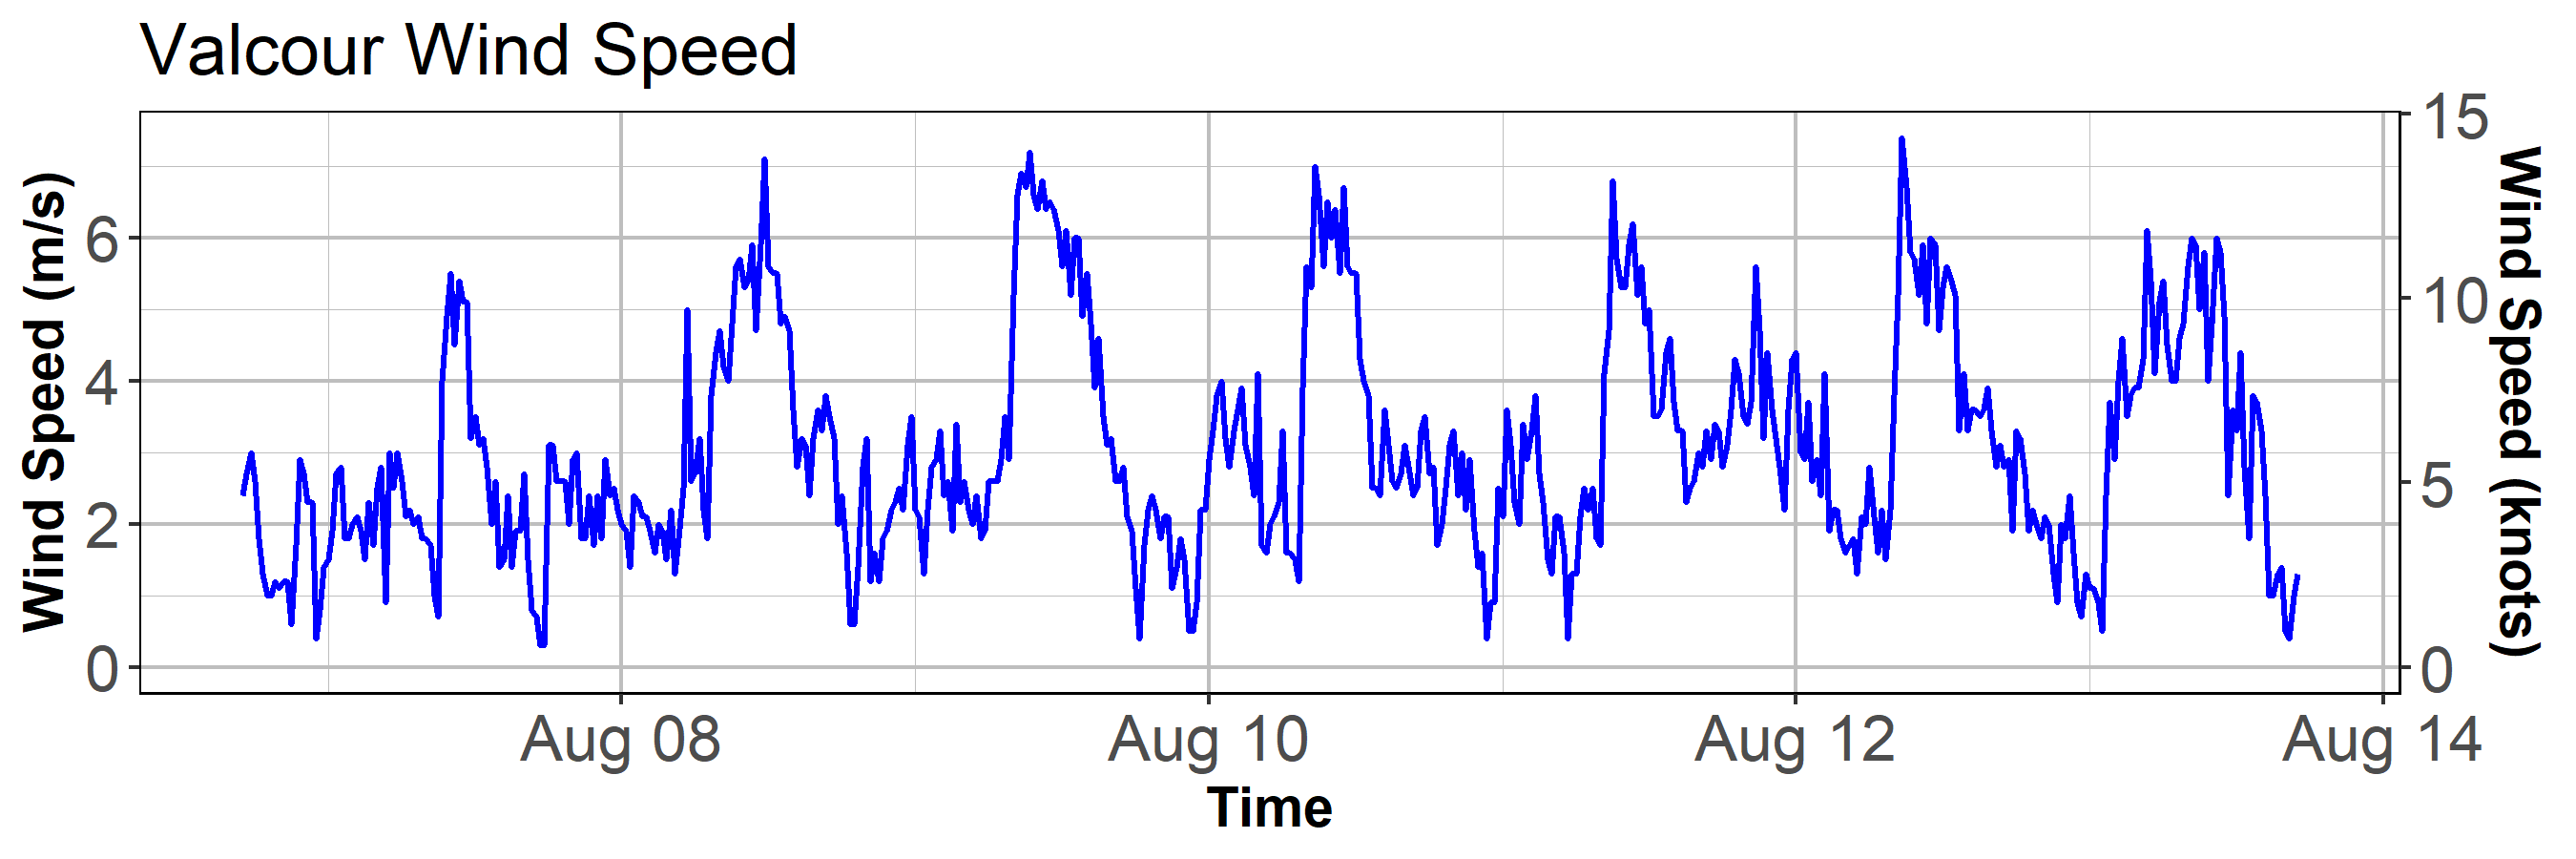 Valcour Wind Speed
Wind Speed (m/s)
6
4
2
0
15
10
5
0
Wind Speed (knots)
Aug 08
Aug 10
Aug 12
Aug 14
Time